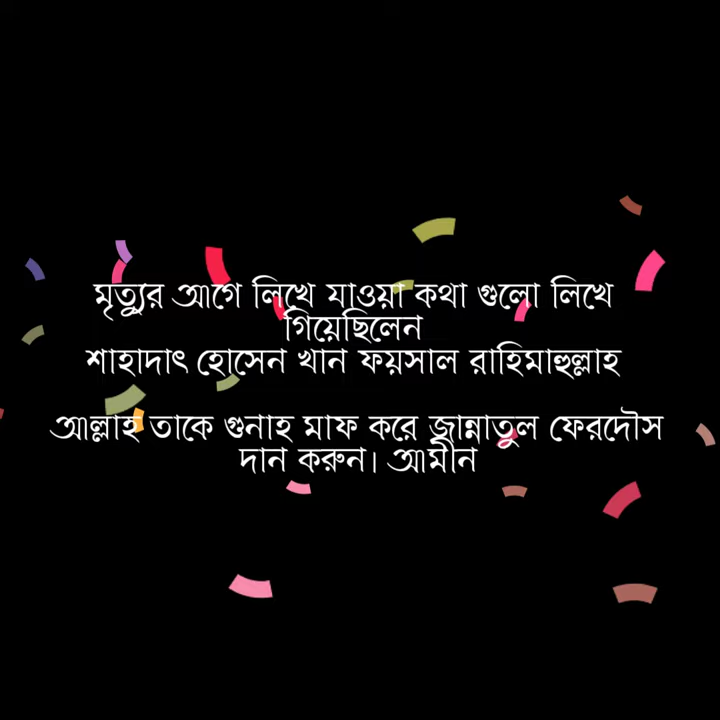 মৃত্যুর আগে লিখে যাওয়া কথা গুলো লিখে
গিয়েছিলেন
শাহাদাৎ হোসেন খান ফয়সাল রাহিমাহুল্লাহ
আল্লাহ তাকে গুনাহ মাফ করে জান্নাতুল ফেরদৌস
দান করুন। আমীন